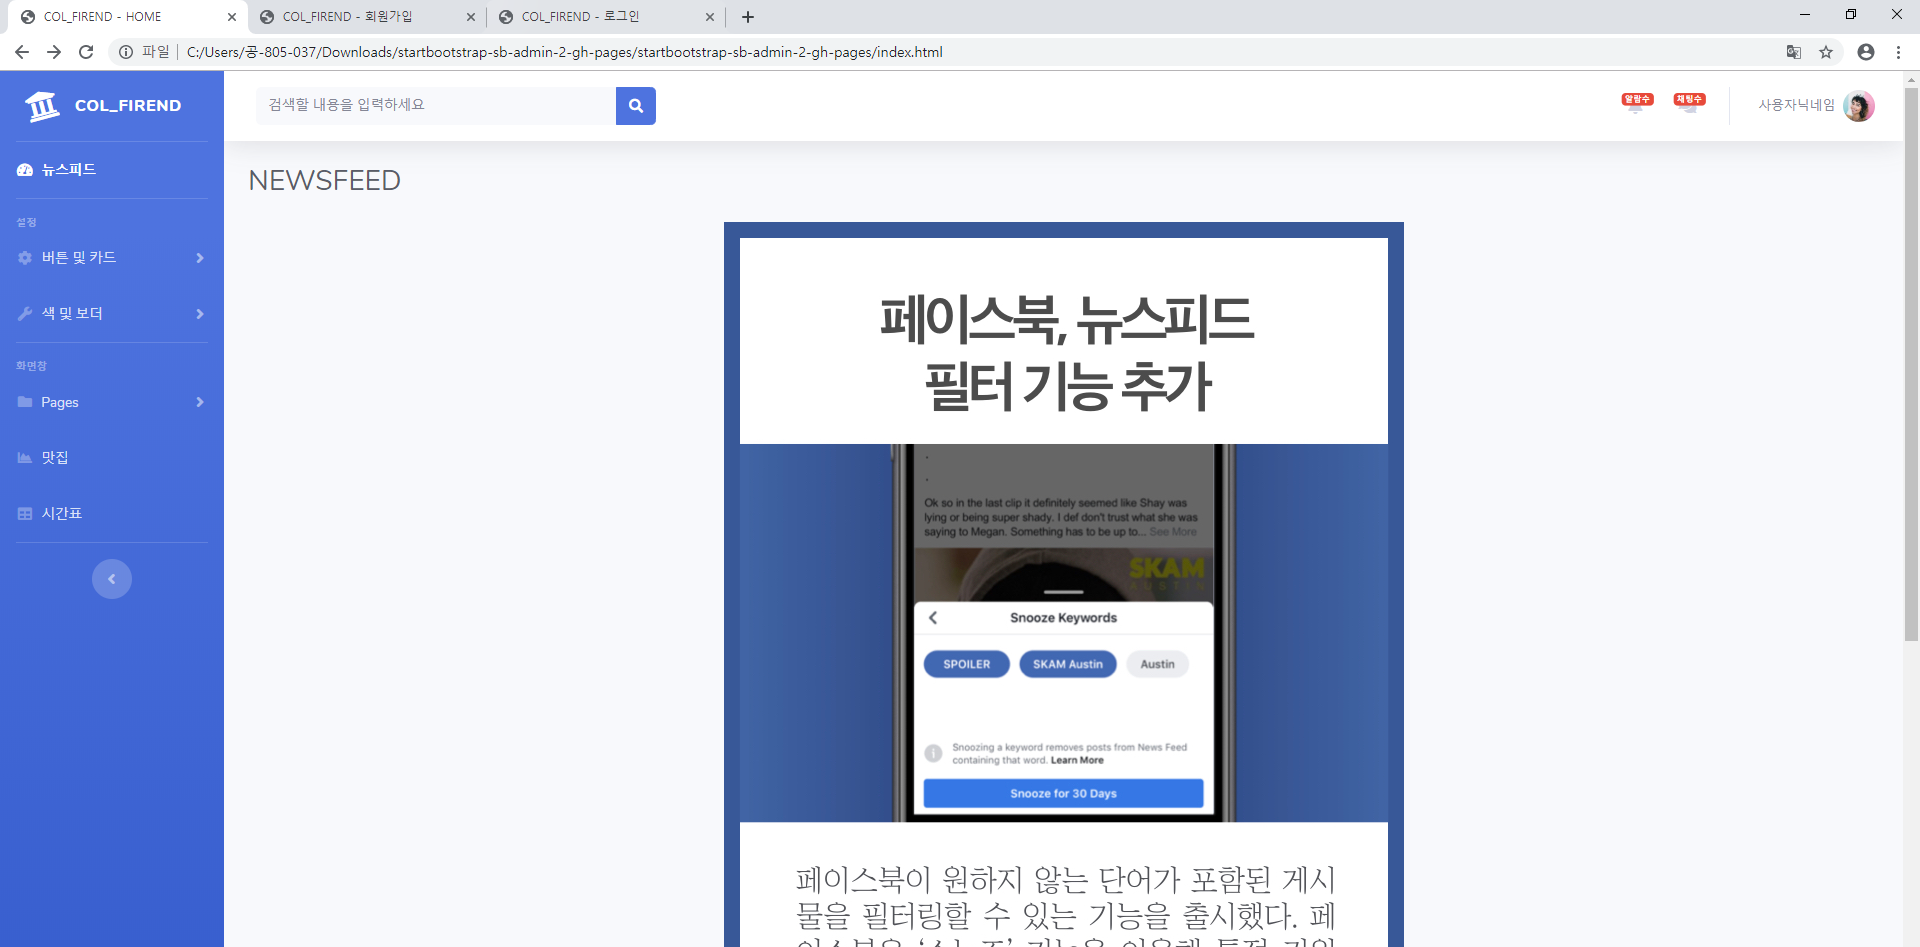 COL_FIREND - HOME
COL_FIREND - 회원가입
COL_FIREND - 로그인
파일
C:/Users/공-805-037/Downloads/startbootstrap-sb-admin-2-gh-pages/startbootstrap-sb-admin-2-gh-pages/index.html
COL_FIREND
검색할 내용을 입력하세요
알람수
채팅수
사용자닉네임
뉴스피드
설정
버튼 및 카드
색 및 보더
화면창
Pages
맛집
시간표
NEWSFEED
페이스북, 뉴스피드
필터 기능 추가
Ok so in the last clip it definitely seemed like Shay was
lying or being super shady. I def don't trust what she was
saying to Megan. Something has to be up to... See More
SKAM
AUSTIN
Snooze Keywords
SPOILER
SKAM Austin
Austin
Snoozing a keyword removes posts from News Feed
containing that word. Learn More
Snooze for 30 Days
페이스북이 원하지 않는 단어가 포함된 게시
물을 필터링할 수 있는 기능을 출시했다. 페